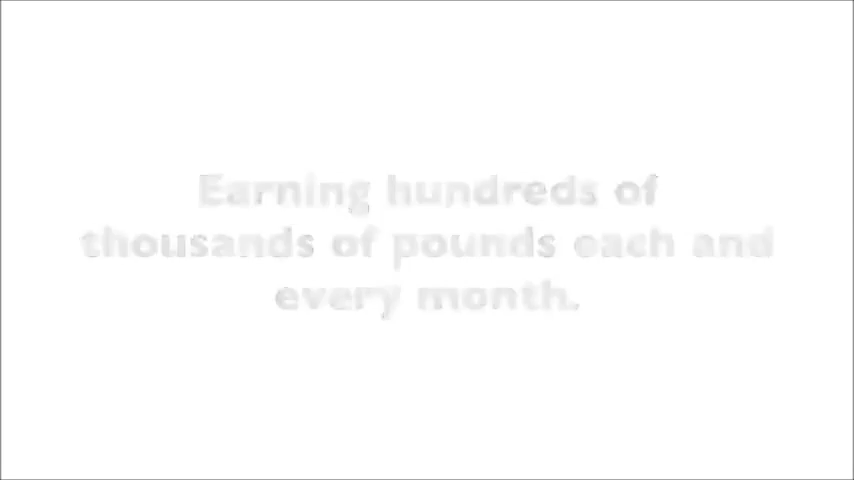 Earning hundreds of
thousands of pounds each and
every month.